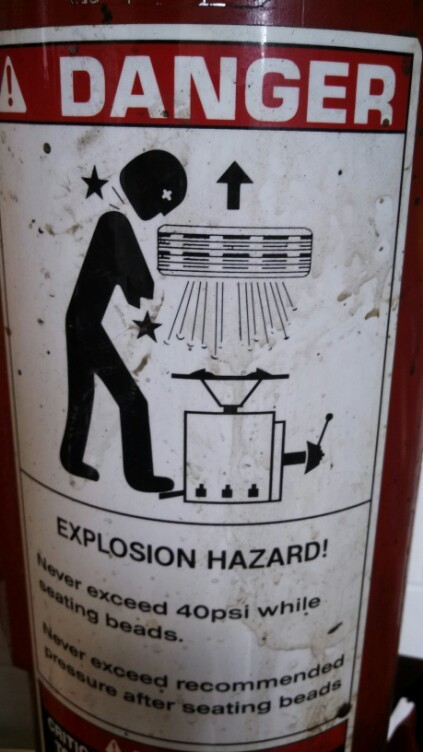 DANGER
EXPLOSION HAZARD!
Never exceed 40psi while
seating beads.
Never exceed recommended
pressure after seating beads